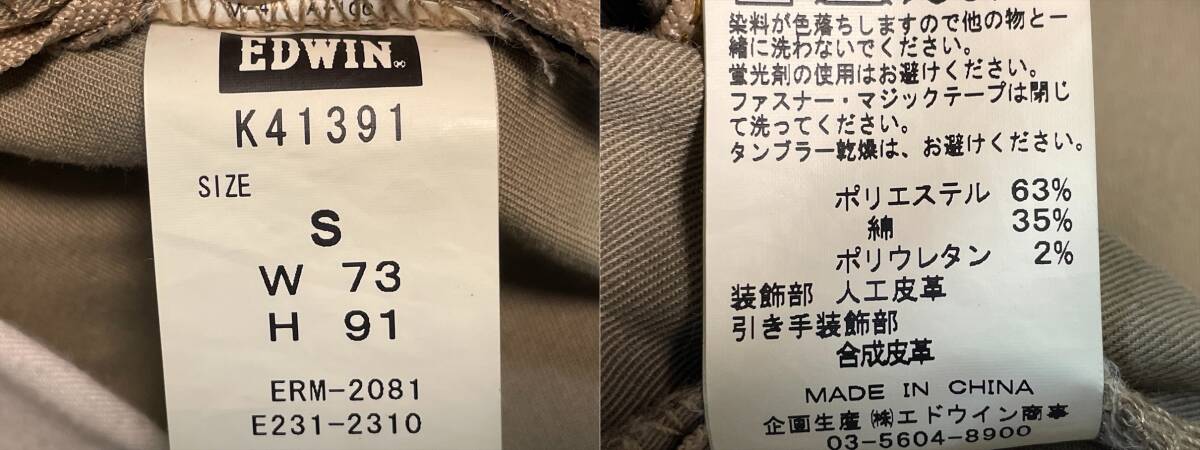 EDWIN
K41391
SIZE
S
W 73
H 91
ERM-2081
E231-2310
染料が色落ちしますので他の物と一
緒に洗わないでください。
蛍光剤の使用はお避けください。
ファスナー・マジックテープは閉じ
て洗ってください。
タンブラー乾燥は、お避けください。
ポリエステル 63%
綿 35%
ポリウレタン 2%
装飾部 人工皮革
引き手装飾部
合成皮革
MADE IN CHINA
企画生産 ㈱エドウイン商事
03-5604-8900